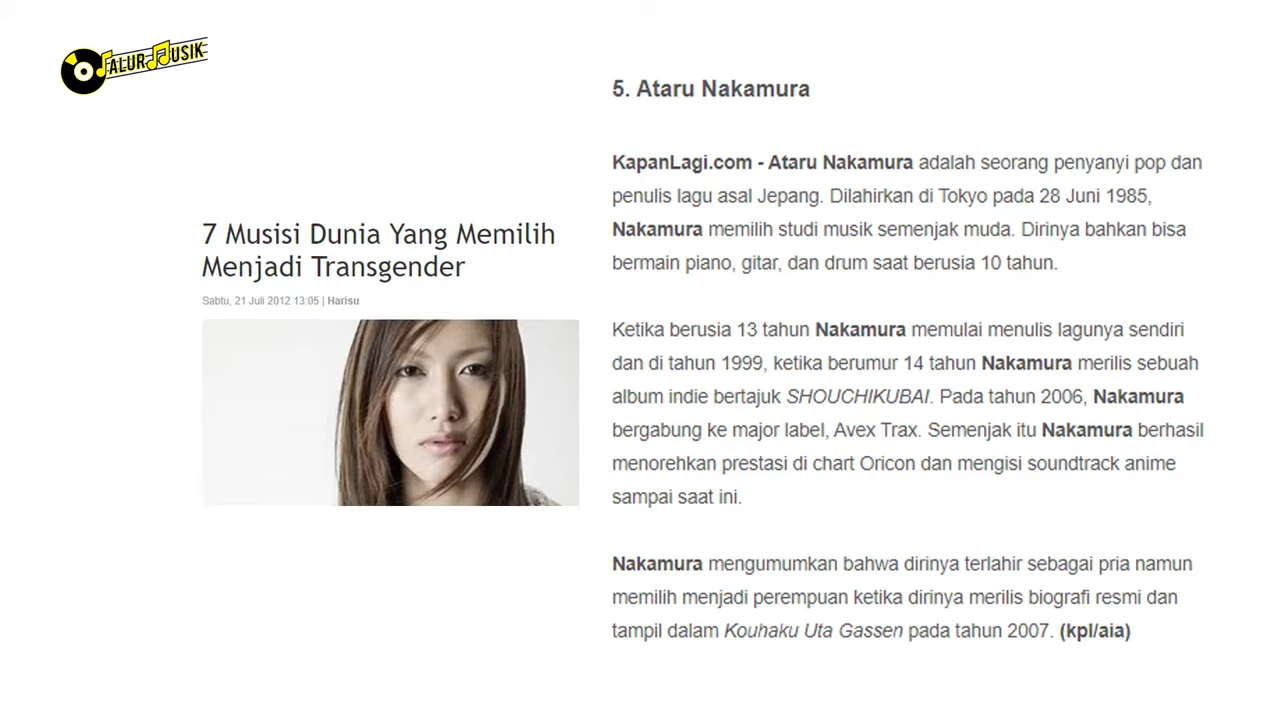 JALUR MUSIK
5. Ataru Nakamura
KapanLagi.com - Ataru Nakamura adalah seorang penyanyi pop dan
penulis lagu asal Jepang. Dilahirkan di Tokyo pada 28 Juni 1985,
Nakamura memilih studi musik semenjak muda. Dirinya bahkan bisa
bermain piano, gitar, dan drum saat berusia 10 tahun.
7 Musisi Dunia Yang Memilih
Menjadi Transgender
Sabtu, 21 Juli 2012 13:05 | Harisu
Ketika berusia 13 tahun Nakamura memulai menulis lagunya sendiri
dan di tahun 1999, ketika berumur 14 tahun Nakamura merilis sebuah
album indie bertajuk SHOUCHIKUBAI. Pada tahun 2006, Nakamura
bergabung ke major label, Avex Trax. Semenjak itu Nakamura berhasil
menorehkan prestasi di chart Oricon dan mengisi soundtrack anime
sampai saat ini.
Nakamura mengumumkan bahwa dirinya terlahir sebagai pria namun
memilih menjadi perempuan ketika dirinya merilis biografi resmi dan
tampil dalam Kouhaku Uta Gassen pada tahun 2007. (kpl/aia)